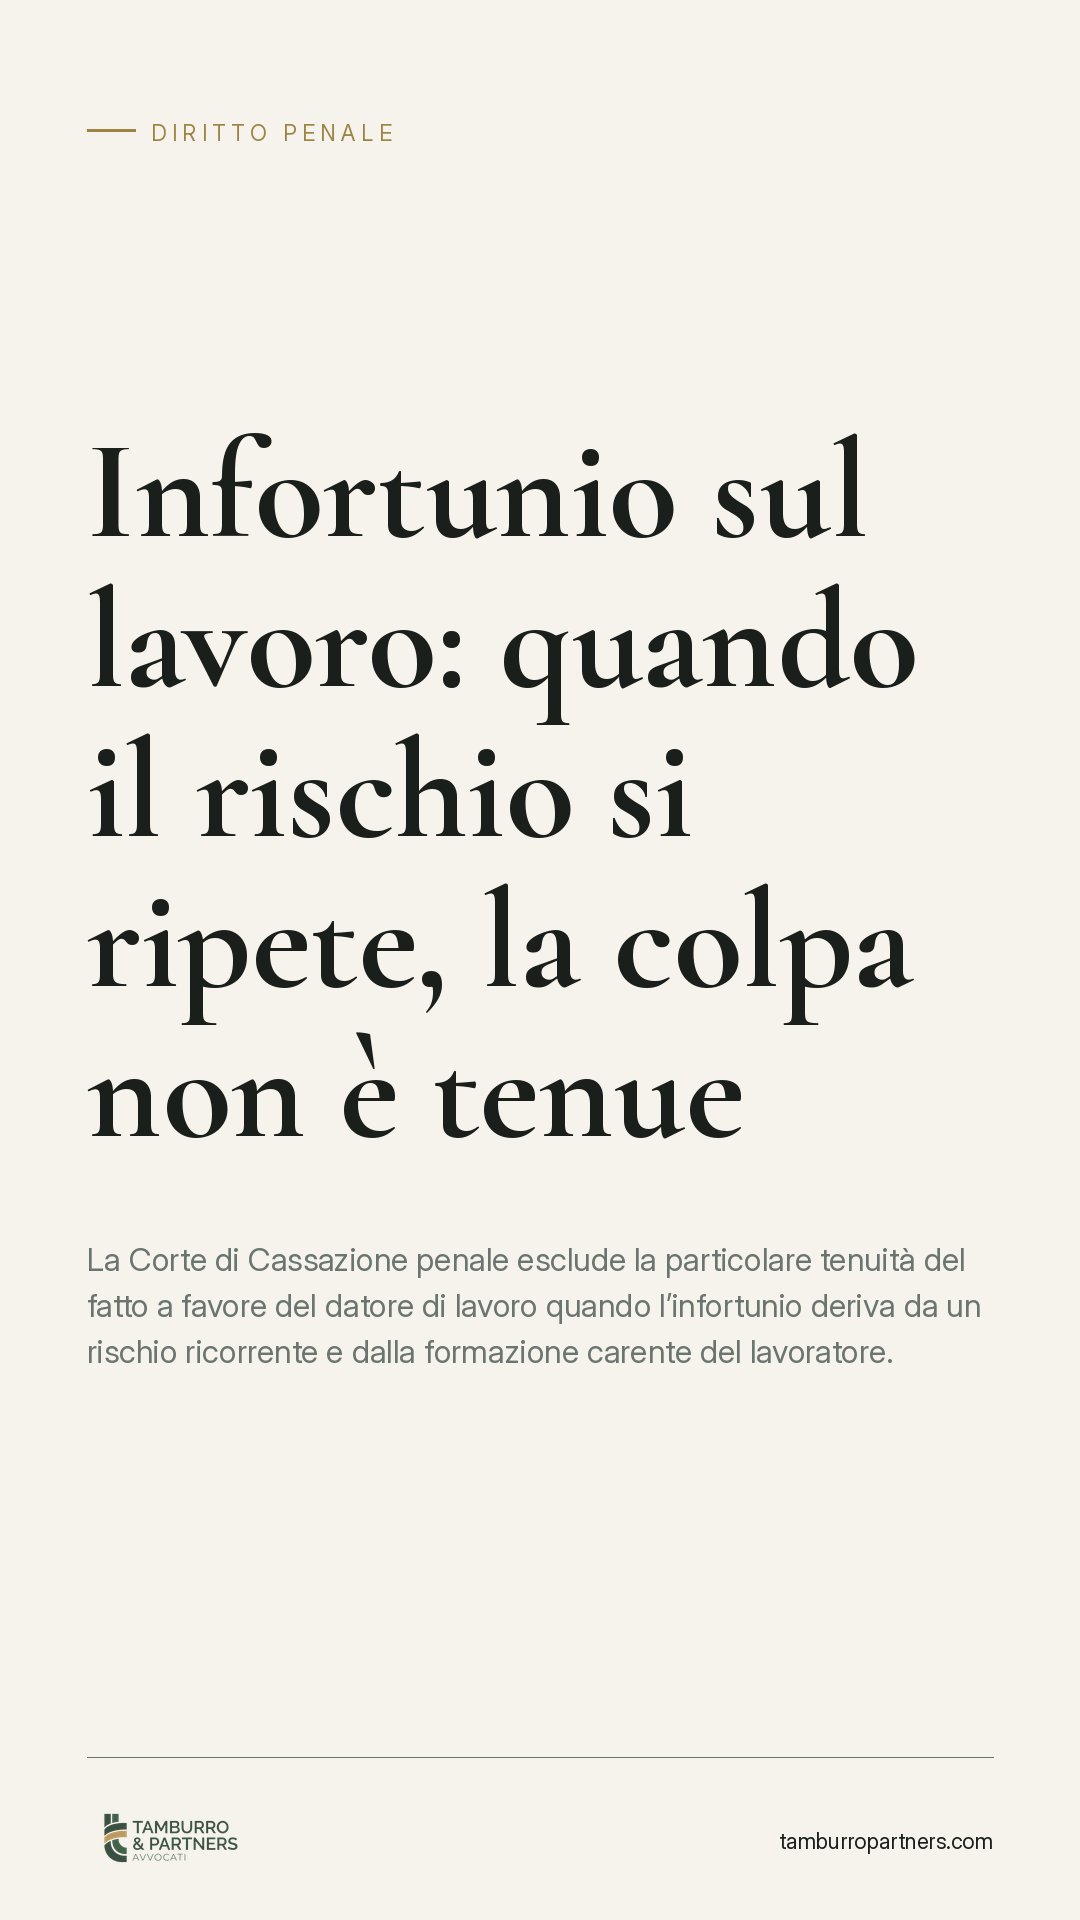 DIRITTO PENALE
Infortunio sul
lavoro: quando
il rischio si
ripete, la colpa
non è tenue
La Corte di Cassazione penale esclude la particolare tenuità del
fatto a favore del datore di lavoro quando l’infortunio deriva da un
rischio ricorrente e dalla formazione carente del lavoratore.
TAMBURRO
& PARTNERS
AVVOCATI
tamburropartners.com